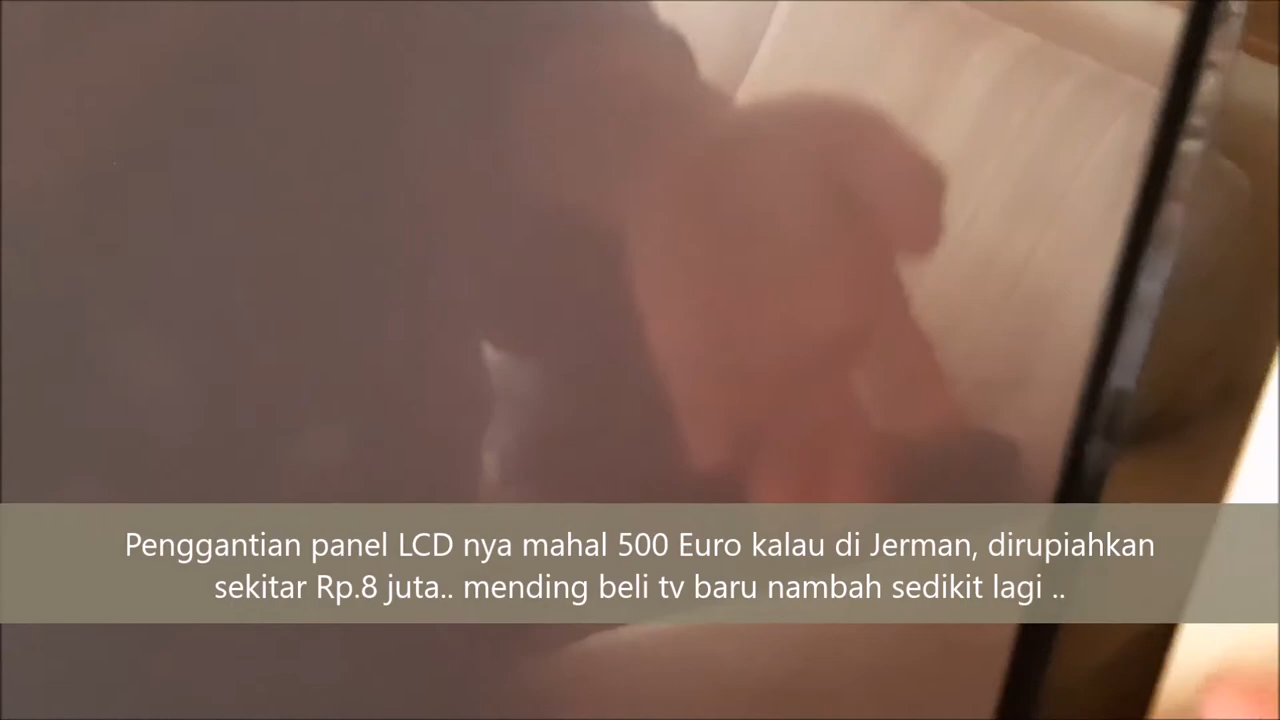 Penggantian panel LCD nya mahal 500 Euro kalau di Jerman, dirupiahkan
sekitar Rp.8 juta.. mending beli tv baru nambah sedikit lagi ..